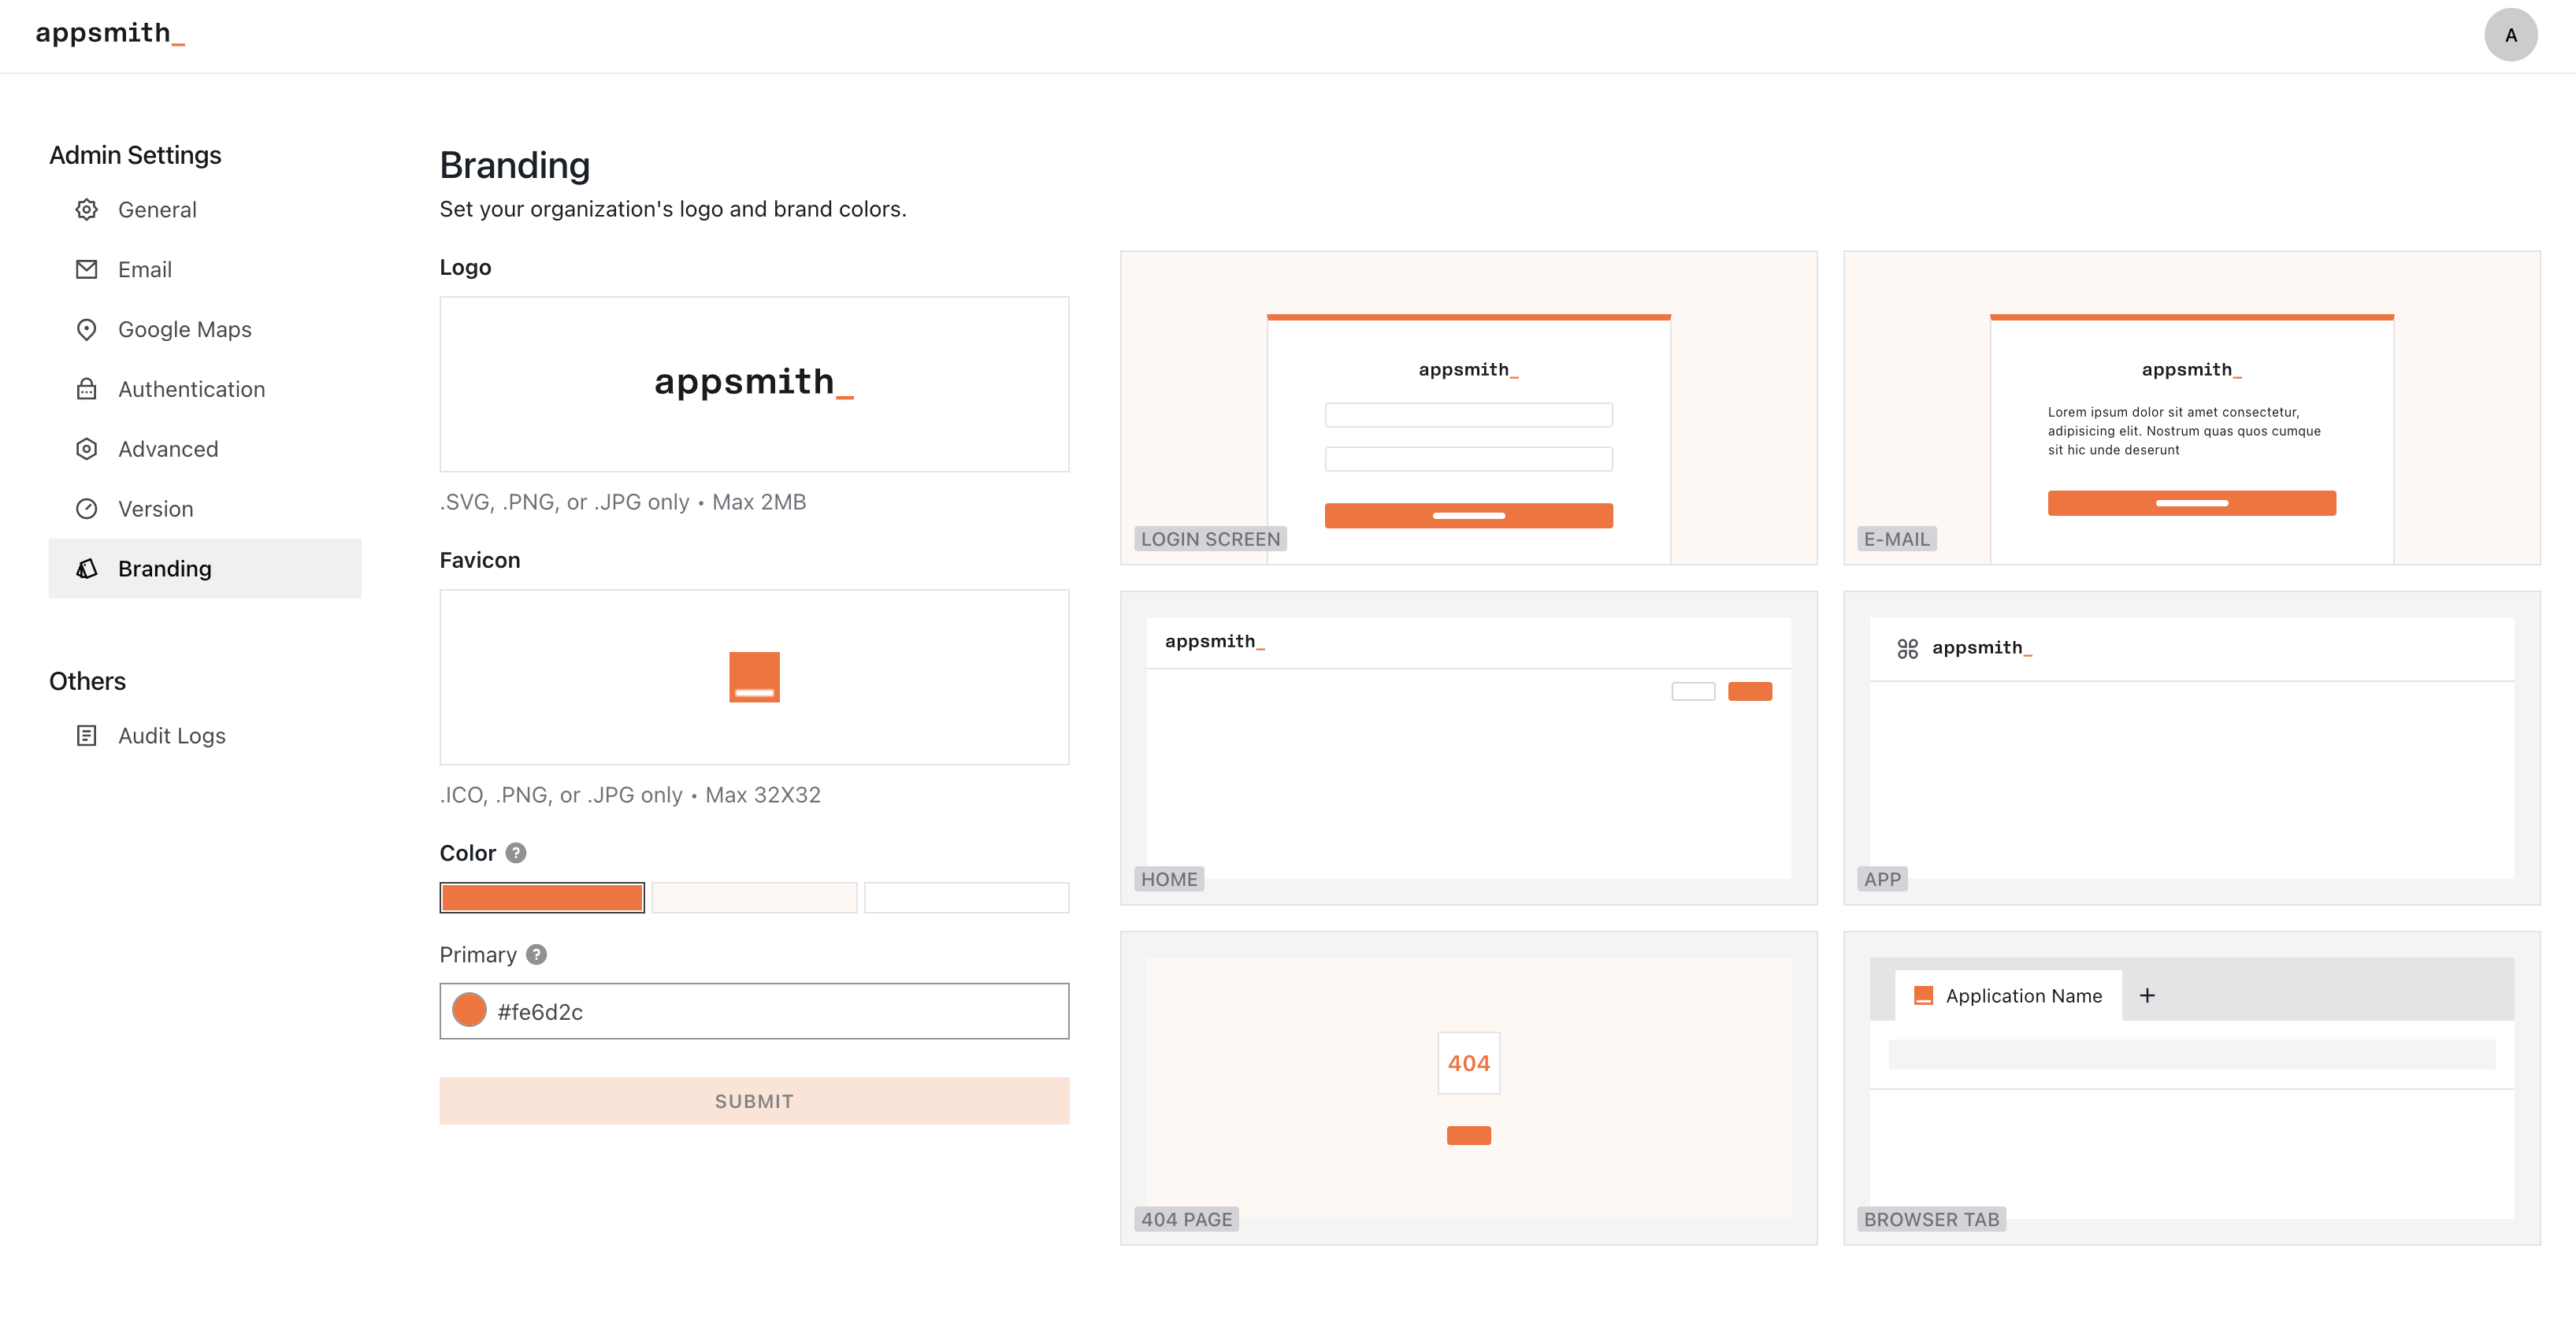 appsmith_
A
Admin Settings
General
Email
Google Maps
Authentication
Advanced
Version
Branding
Others
Audit Logs
Branding
Set your organization's logo and brand colors.
Logo
appsmith_
.SVG, .PNG, or .JPG only • Max 2MB
Favicon
.ICO, .PNG, or .JPG only • Max 32X32
Color ?
Primary ?
#fe6d2c
SUBMIT
appsmith_
LOGIN SCREEN
appsmith_
Lorem ipsum dolor sit amet consectetur,
adipisicing elit. Nostrum quas quos cumque
sit hic unde deserunt
E-MAIL
appsmith_
HOME
appsmith_
APP
404
404 PAGE
Application Name +
BROWSER TAB